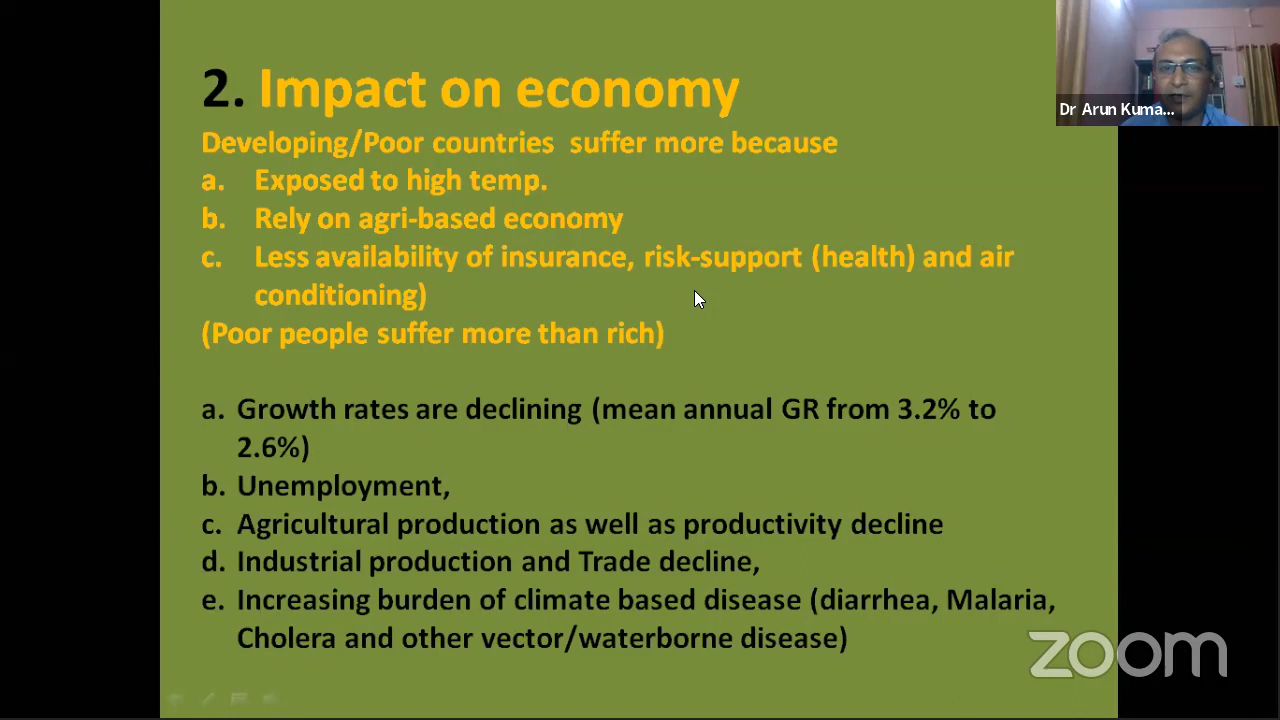 2. Impact on economy
Developing/Poor countries suffer more because
a. Exposed to high temp.
b. Rely on agri-based economy
c. Less availability of insurance, risk-support (health) and air
conditioning)
(Poor people suffer more than rich)
a. Growth rates are declining (mean annual GR from 3.2% to
2.6%)
b. Unemployment,
c. Agricultural production as well as productivity decline
d. Industrial production and Trade decline,
e. Increasing burden of climate based disease (diarrhea, Malaria,
Cholera and other vector/waterborne disease)
Dr Arun Kuma...
zoom